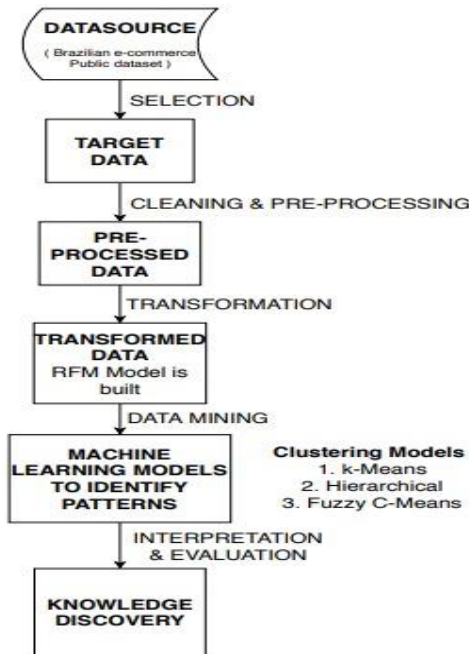 DATASOURCE
( Brazilian e-commerce
Public dataset )
SELECTION
TARGET
DATA
CLEANING & PRE-PROCESSING
PRE-
PROCESSED
DATA
TRANSFORMATION
TRANSFORMED
DATA
RFM Model is
built
DATA MINING
MACHINE
LEARNING MODELS
TO IDENTIFY
PATTERNS
Clustering Models
1. k-Means
2. Hierarchical
3. Fuzzy C-Means
INTERPRETATION
& EVALUATION
KNOWLEDGE
DISCOVERY